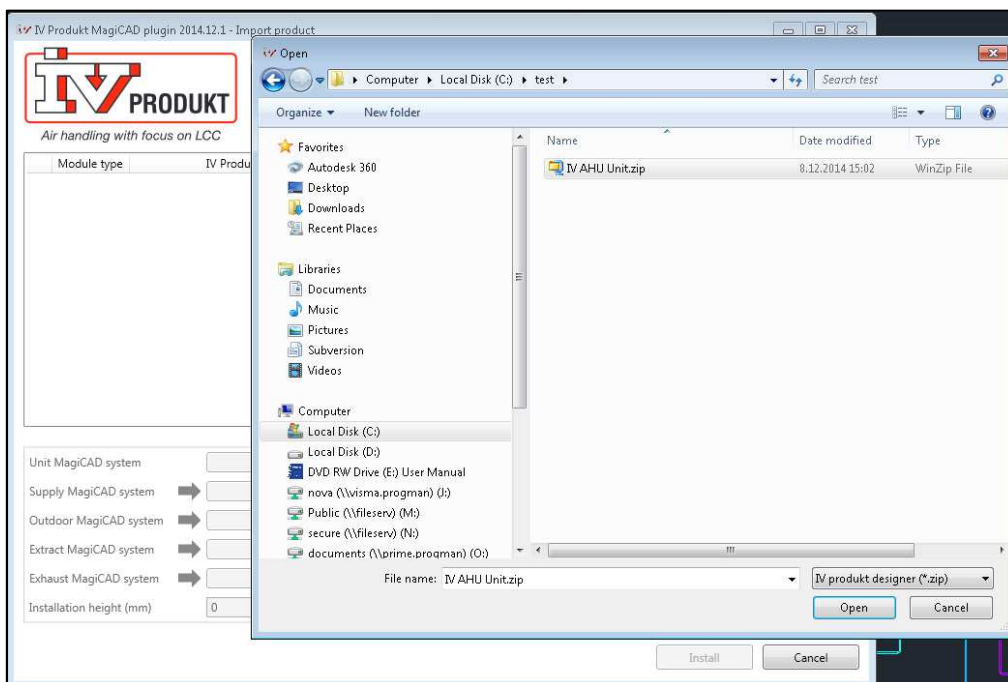 IV Produkt MagiCAD plugin 2014.12.1 - Import product
IV PRODUKT
Air handling with focus on LCC
Module type IV Produ
Unit MagiCAD system
Supply MagiCAD system
Outdoor MagiCAD system
Extract MagiCAD system
Exhaust MagiCAD system
Installation height (mm) 0
Install Cancel
Open
Computer Local Disk (C:) test
Search test
Organize New folder
Favorites
Autodesk 360
Desktop
Downloads
Recent Places
Libraries
Documents
Music
Pictures
Subversion
Videos
Computer
Local Disk (C:)
Local Disk (D:)
DVD RW Drive (E:) User Manual
nova (\\visma.progman) (J:)
Public (\\fileserv) (M:)
secure (\\fileserv) (N:)
documents (\\prime.progman) (O:)
Name Date modified Type
IV AHU Unit.zip 8.12.2014 15:02 WinZip File
File name: IV AHU Unit.zip IV produkt designer (*.zip)
Open Cancel